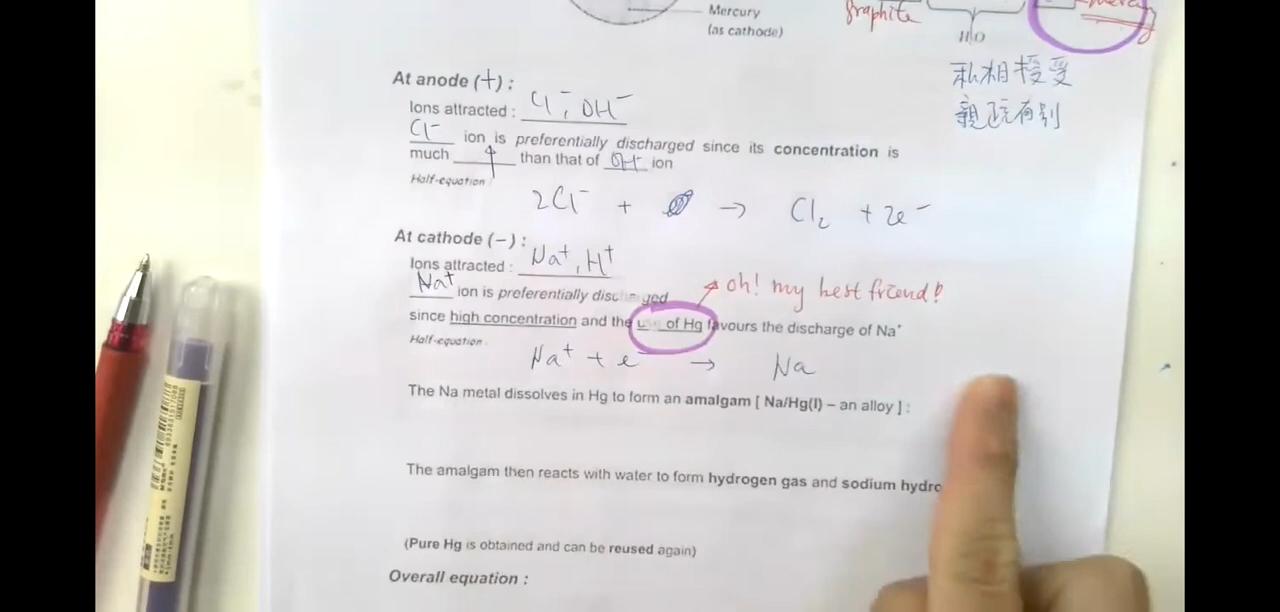 Mercury
(as cathode)
graphite
H₂O
mercury
私相授受
親疏有別
At anode (+) :
Ions attracted : Cl⁻, OH⁻
Cl⁻ ion is preferentially discharged since its concentration is
much ↑ than that of OH⁻ ion
Half-equation :
2Cl⁻ + → Cl₂ + 2e⁻
At cathode (−) :
Ions attracted : Na⁺, H⁺
Na⁺ ion is preferentially discharged
oh! my best friend!
since high concentration and the use of Hg favours the discharge of Na⁺
Half-equation :
Na⁺ + e⁻ → Na
The Na metal dissolves in Hg to form an amalgam [ Na/Hg(l) – an alloy ] :
The amalgam then reacts with water to form hydrogen gas and sodium hydro
(Pure Hg is obtained and can be reused again)
Overall equation :